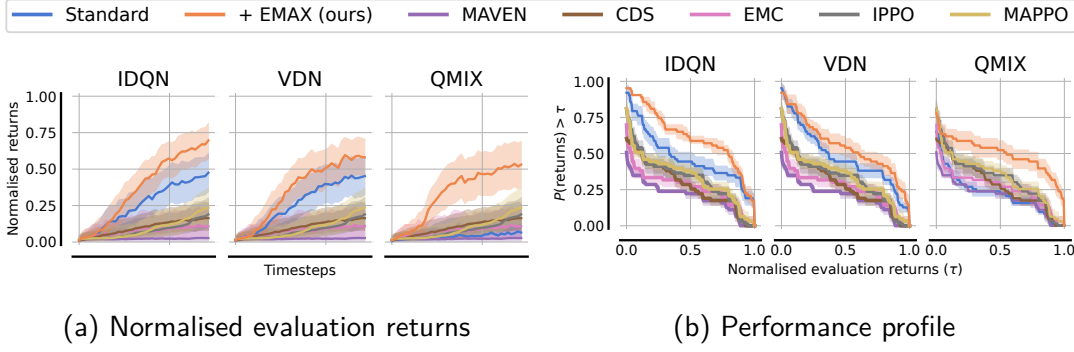 Standard + EMAX (ours) MAVEN CDS EMC IPPO MAPPO
IDQN VDN QMIX
1.00
0.75
0.50
0.25
0.00
Normalised returns
Timesteps
(a) Normalised evaluation returns
IDQN VDN QMIX
1.00
0.75
0.50
0.25
0.00
P(returns) > τ
0.0 0.5 1.0 0.0 0.5 1.0 0.0 0.5 1.0
Normalised evaluation returns (τ)
(b) Performance profile